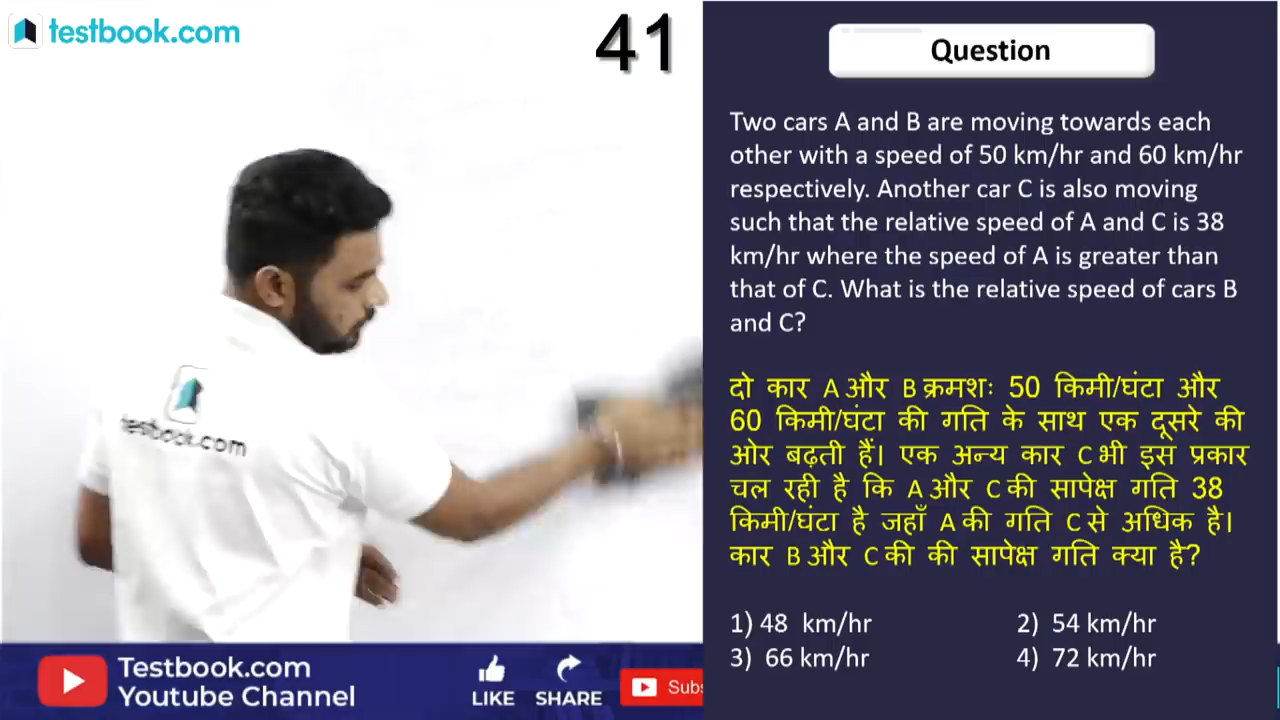 testbook.com
41
Question
Two cars A and B are moving towards each
other with a speed of 50 km/hr and 60 km/hr
respectively. Another car C is also moving
such that the relative speed of A and C is 38
km/hr where the speed of A is greater than
that of C. What is the relative speed of cars B
and C?
दो कार A और B क्रमशः 50 किमी/घंटा और
60 किमी/घंटा की गति के साथ एक दूसरे की
ओर बढ़ती हैं। एक अन्य कार C भी इस प्रकार
चल रही है कि A और C की सापेक्ष गति 38
किमी/घंटा है जहाँ A की गति C से अधिक है।
कार B और C की की सापेक्ष गति क्या है?
1) 48 km/hr 2) 54 km/hr
3) 66 km/hr 4) 72 km/hr
testbook.com
Testbook.com
Youtube Channel
LIKE SHARE Subs